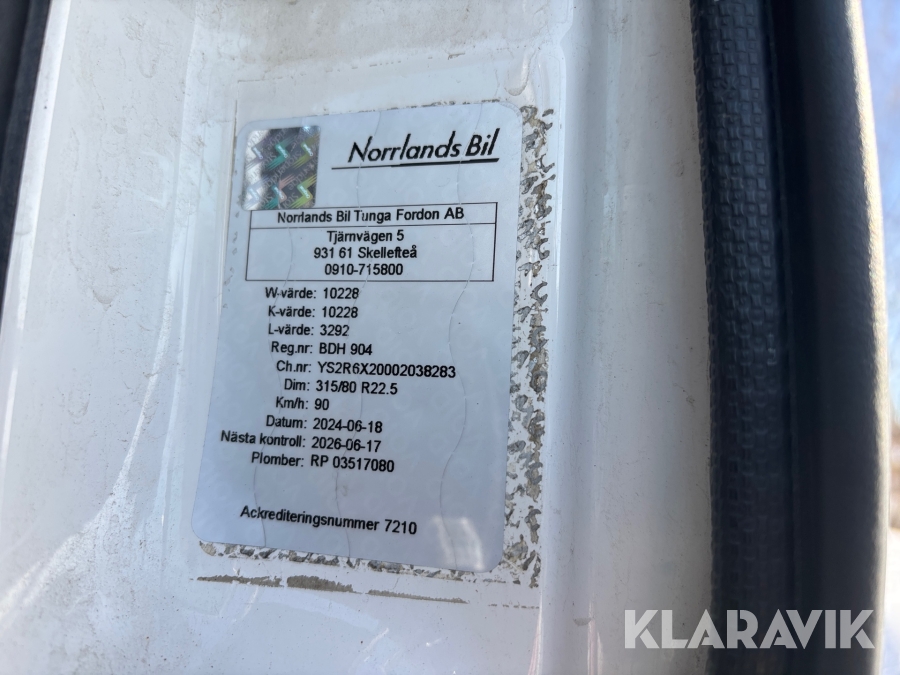 Norrlands Bil
Norrlands Bil Tunga Fordon AB
Tjärnvägen 5
931 61 Skellefteå
0910-715800
W-värde: 10228
K-värde: 10228
L-värde: 3292
Reg.nr: BDH 904
Ch.nr: YS2R6X20002038283
Dim: 315/80 R22.5
Km/h: 90
Datum: 2024-06-18
Nästa kontroll: 2026-06-17
Plomber: RP 03517080
Ackrediteringsnummer 7210
KLARAVIK